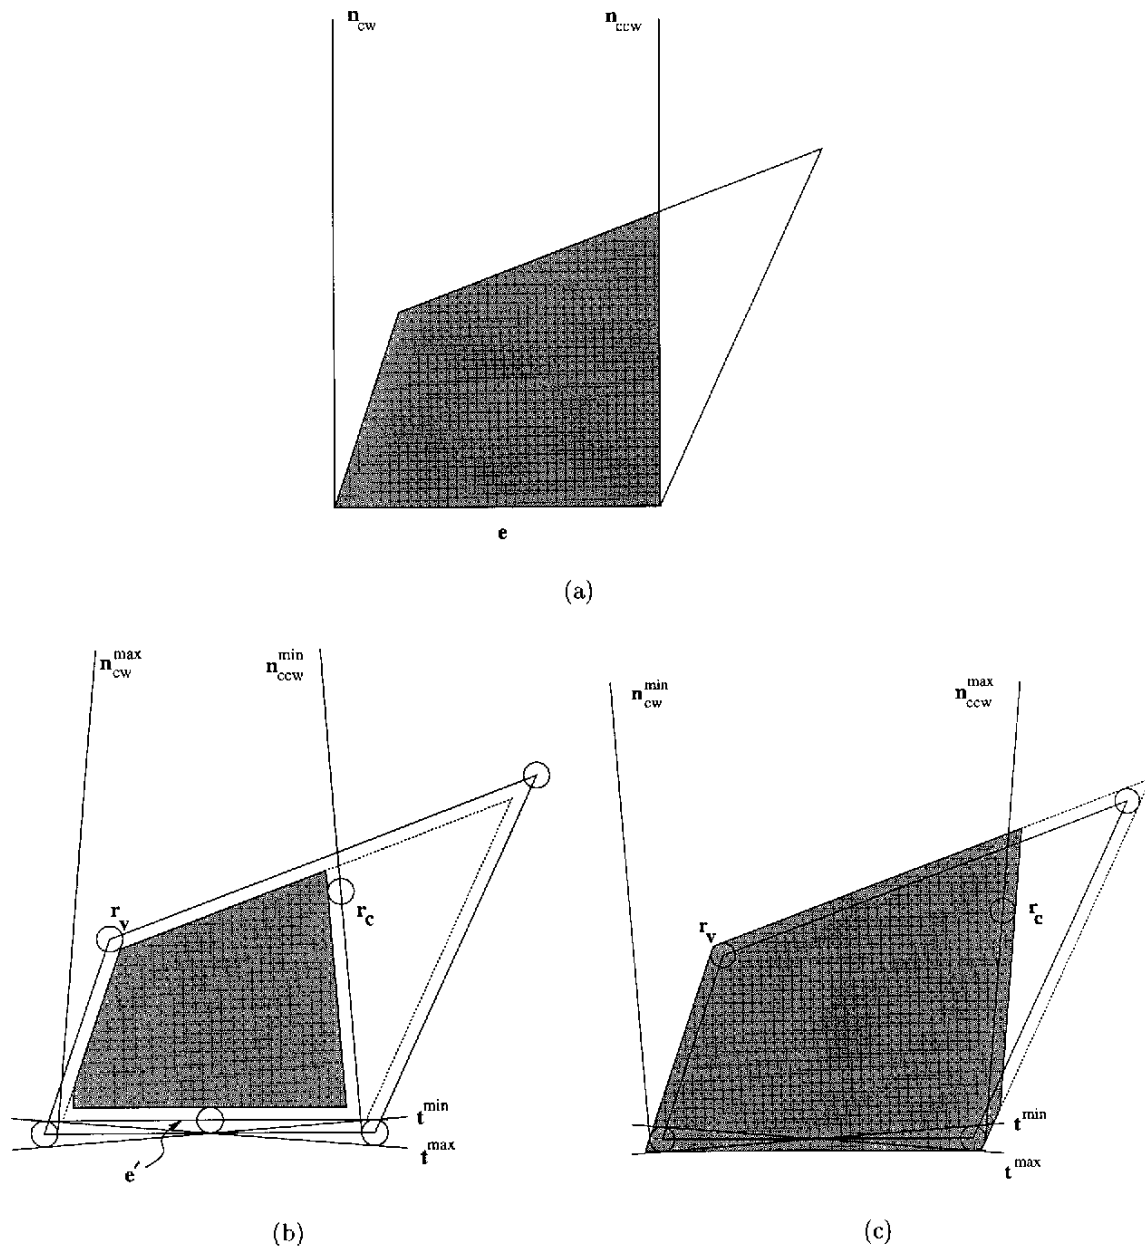 n_cw
n_ccw
e
(a)
n_cw^max
n_ccw^min
r_v
r_c
t^min
t^max
e′
(b)
n_cw^min
n_ccw^max
r_v
r_c
t^min
t^max
(c)